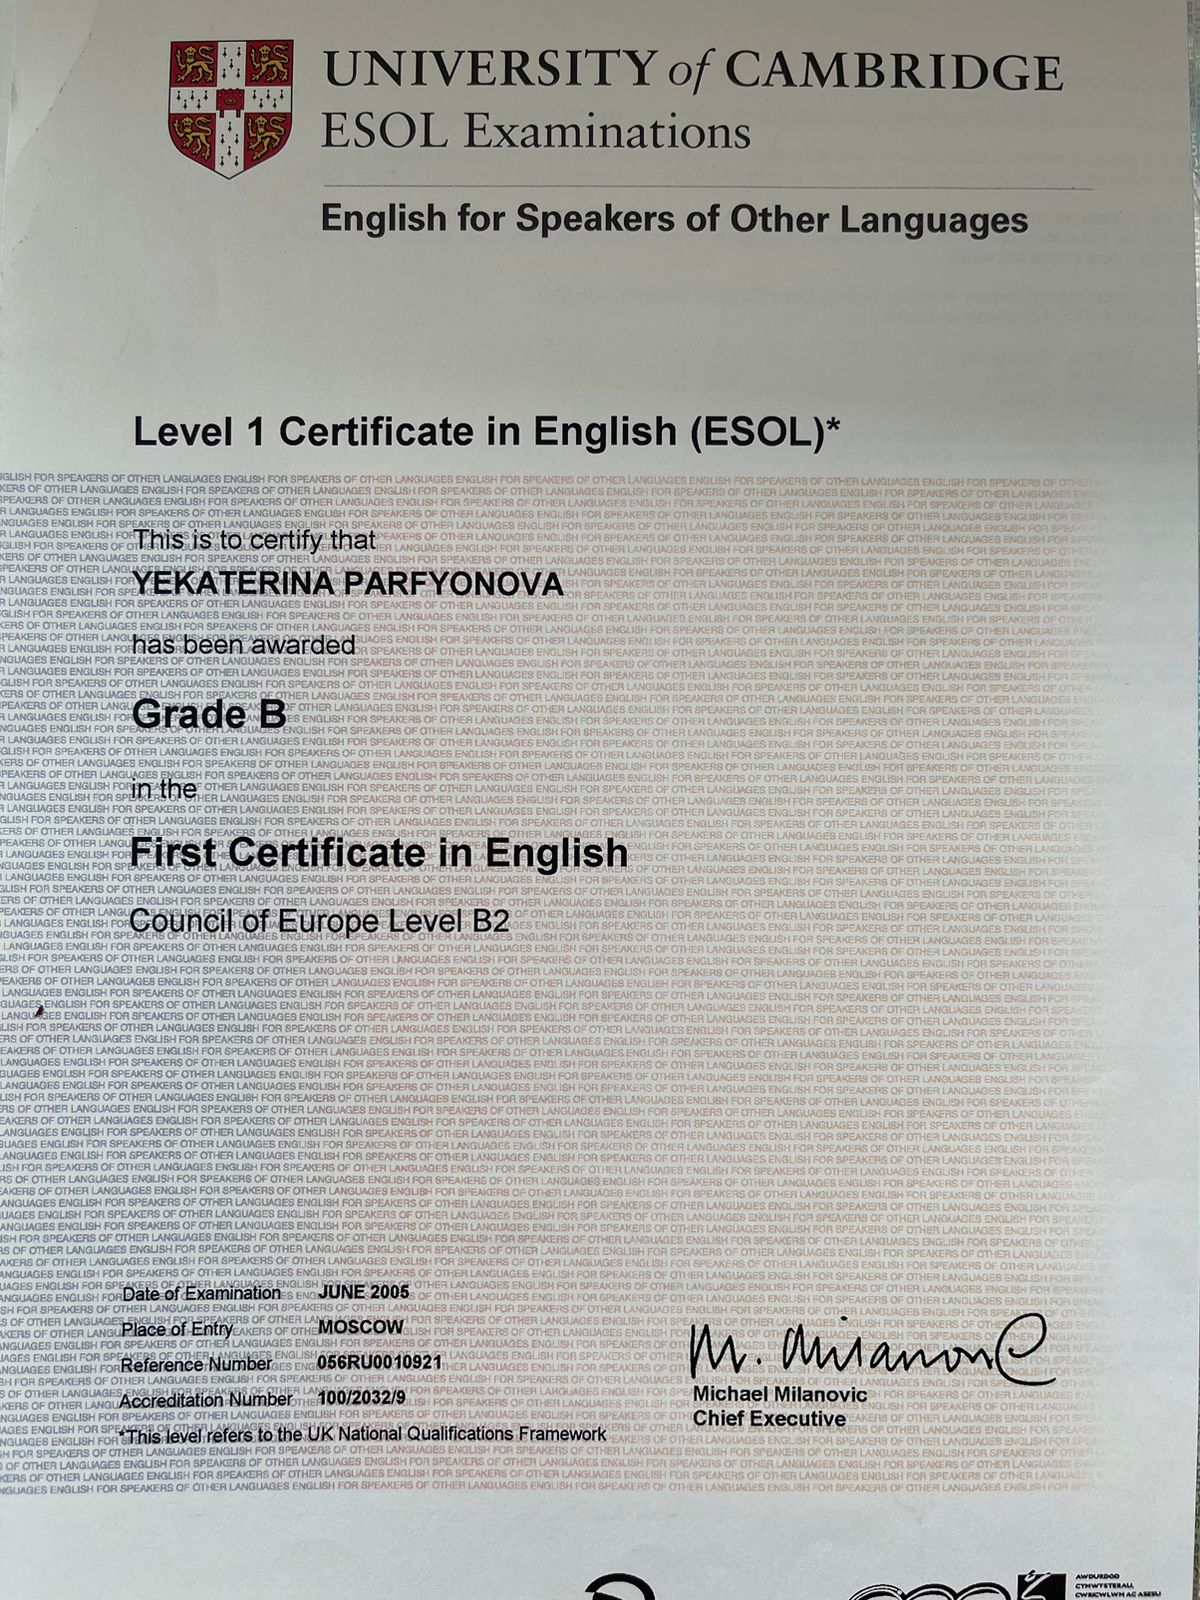 UNIVERSITY of CAMBRIDGE
ESOL Examinations
English for Speakers of Other Languages
Level 1 Certificate in English (ESOL)*
This is to certify that
YEKATERINA PARFYONOVA
has been awarded
Grade B
in the
First Certificate in English
Council of Europe Level B2
Date of Examination JUNE 2005
Place of Entry MOSCOW
Reference Number 056RU0010921
Accreditation Number 100/2032/9
*This level refers to the UK National Qualifications Framework
M. Milanovic
Michael Milanovic
Chief Executive
AWDURDOD
CYMWYSTERAU,
CWRICWLWM AC ASESU